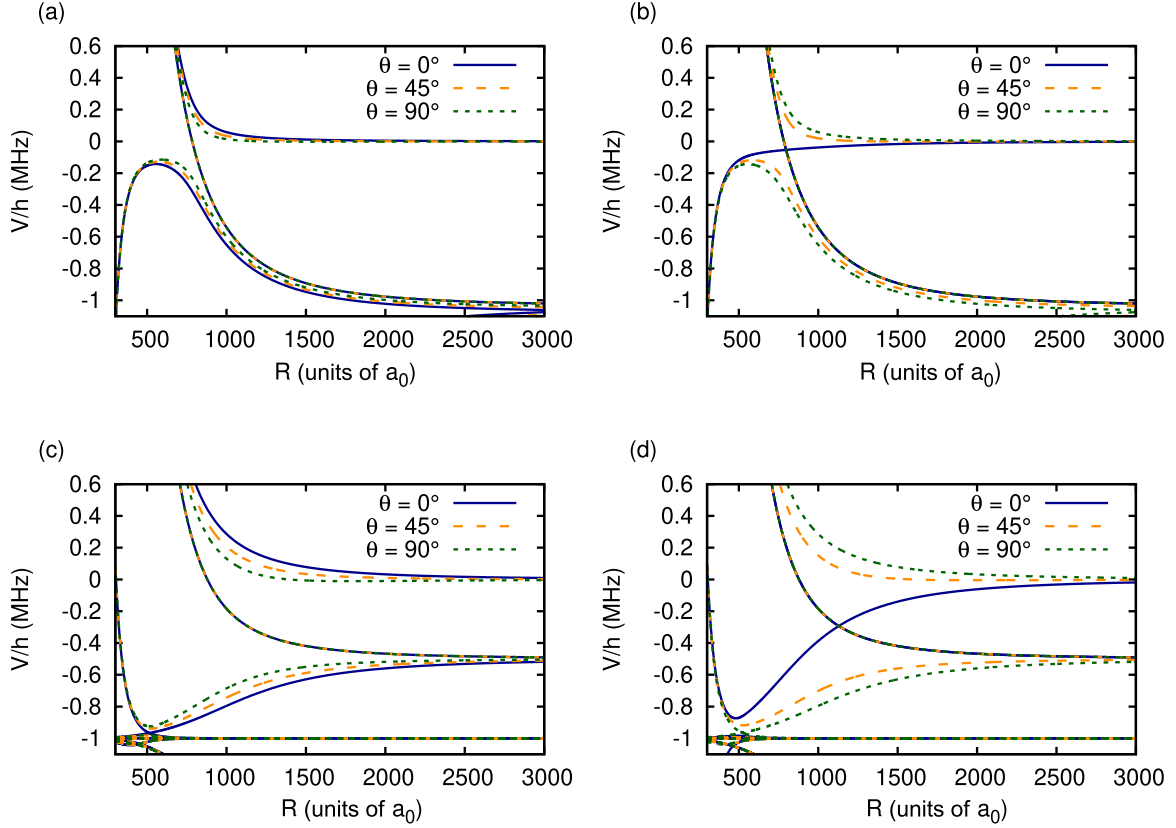 (a)
0.6
0.4
0.2
0
-0.2
-0.4
-0.6
-0.8
-1
V/h (MHz)
θ = 0°
θ = 45°
θ = 90°
500 1000 1500 2000 2500 3000
R (units of a0)
(b)
0.6
0.4
0.2
0
-0.2
-0.4
-0.6
-0.8
-1
V/h (MHz)
θ = 0°
θ = 45°
θ = 90°
500 1000 1500 2000 2500 3000
R (units of a0)
(c)
0.6
0.4
0.2
0
-0.2
-0.4
-0.6
-0.8
-1
V/h (MHz)
θ = 0°
θ = 45°
θ = 90°
500 1000 1500 2000 2500 3000
R (units of a0)
(d)
0.6
0.4
0.2
0
-0.2
-0.4
-0.6
-0.8
-1
V/h (MHz)
θ = 0°
θ = 45°
θ = 90°
500 1000 1500 2000 2500 3000
R (units of a0)